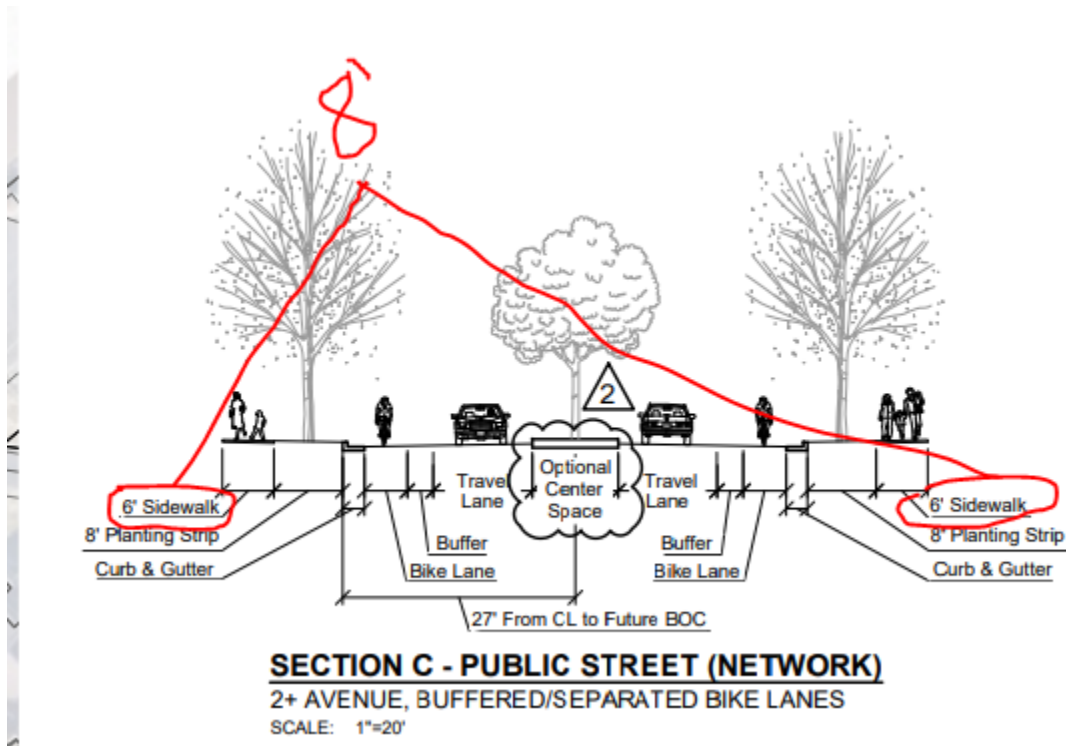 8'
2
Travel Lane
Optional Center Space
Travel Lane
6' Sidewalk
6' Sidewalk
8' Planting Strip
8' Planting Strip
Buffer
Buffer
Curb & Gutter
Bike Lane
Bike Lane
Curb & Gutter
27' From CL to Future BOC
SECTION C - PUBLIC STREET (NETWORK)
2+ AVENUE, BUFFERED/SEPARATED BIKE LANES
SCALE: 1"=20'